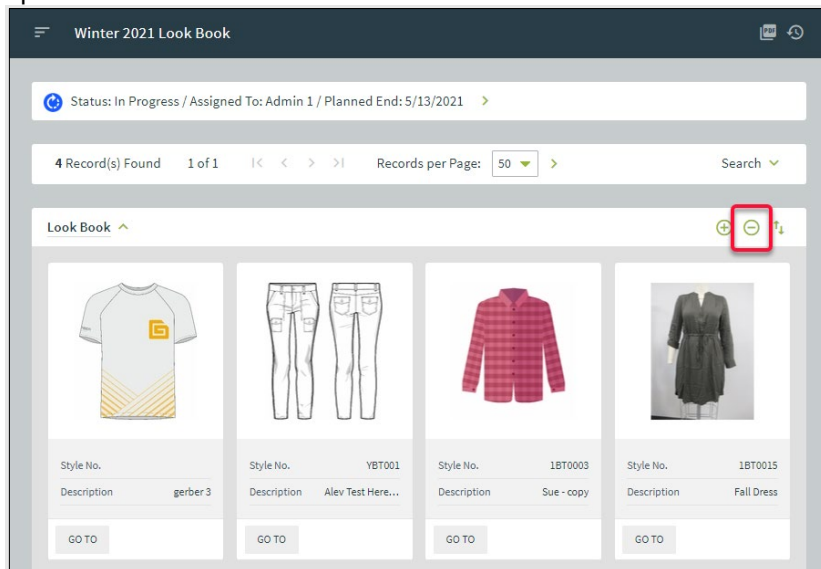 Winter 2021 Look Book
PDF
Status: In Progress / Assigned To: Admin 1 / Planned End: 5/13/2021
4 Record(s) Found 1 of 1 Records per Page: 50 Search
Look Book
G
Style No.
Description gerber 3
GO TO
Style No. YBT001
Description Alev Test Here...
GO TO
Style No. 1BT0003
Description Sue - copy
GO TO
Style No. 1BT0015
Description Fall Dress
GO TO